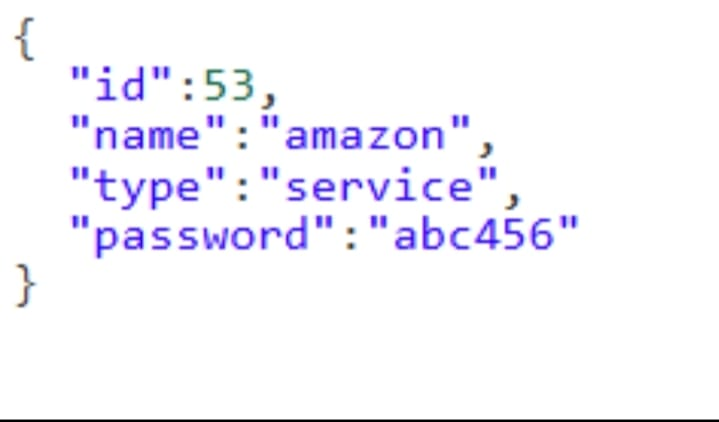 {
"id":53,
"name":"amazon",
"type":"service",
"password":"abc456"
}